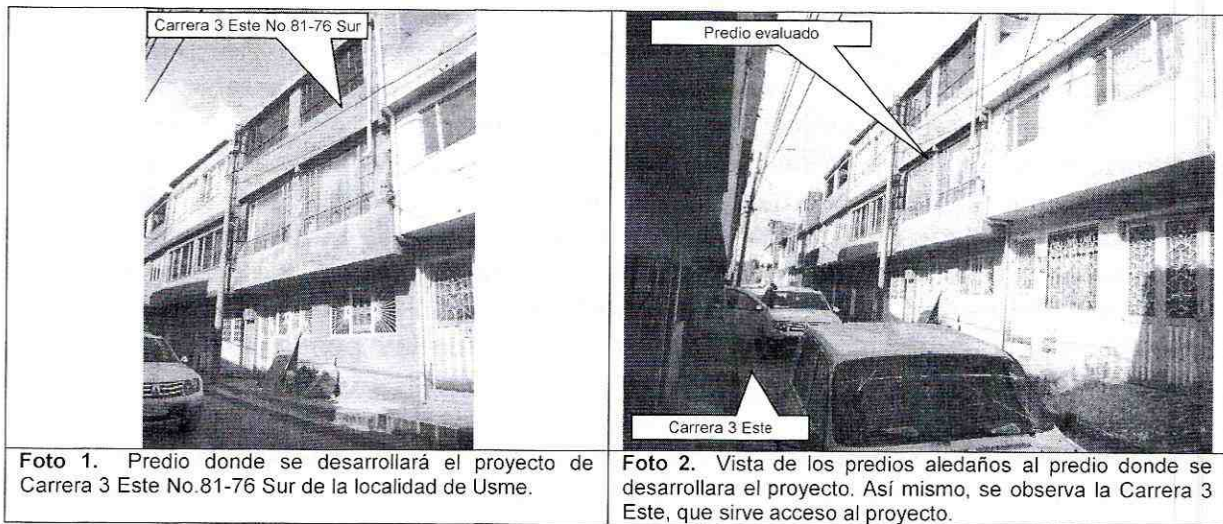 Carrera 3 Este No.81-76 Sur
Foto 1. Predio donde se desarrollará el proyecto de
Carrera 3 Este No.81-76 Sur de la localidad de Usme.
Predio evaluado
Carrera 3 Este
Foto 2. Vista de los predios aledaños al predio donde se
desarrollara el proyecto. Así mismo, se observa la Carrera 3
Este, que sirve acceso al proyecto.